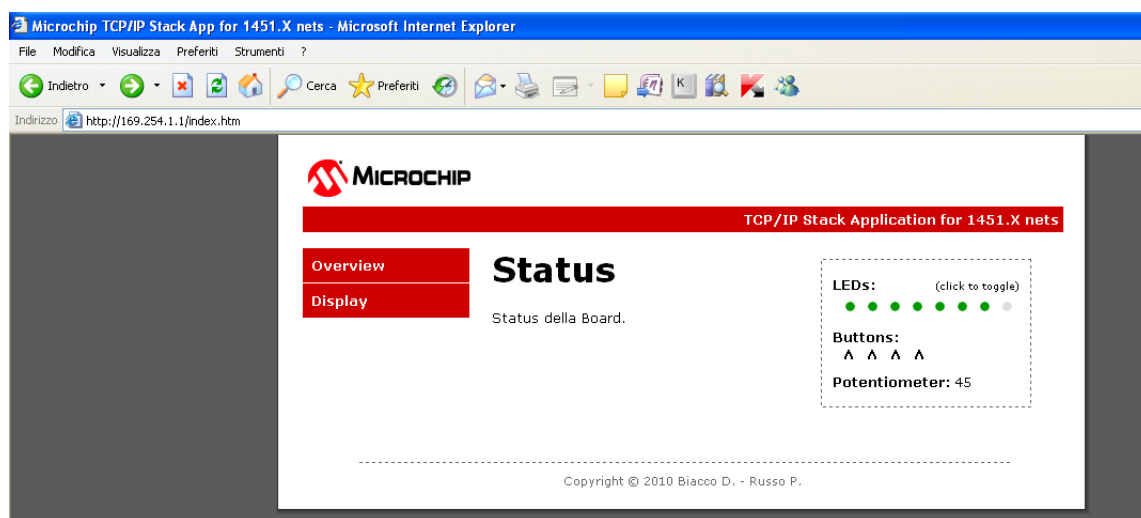 Microchip TCP/IP Stack App for 1451.X nets - Microsoft Internet Explorer
File Modifica Visualizza Preferiti Strumenti ?
Indietro Cerca Preferiti
Indirizzo http://169.254.1.1/index.htm
MICROCHIP
TCP/IP Stack Application for 1451.X nets
Overview
Display
Status
Status della Board.
LEDs: (click to toggle)
Buttons:
Λ Λ Λ Λ
Potentiometer: 45
Copyright © 2010 Biacco D. - Russo P.